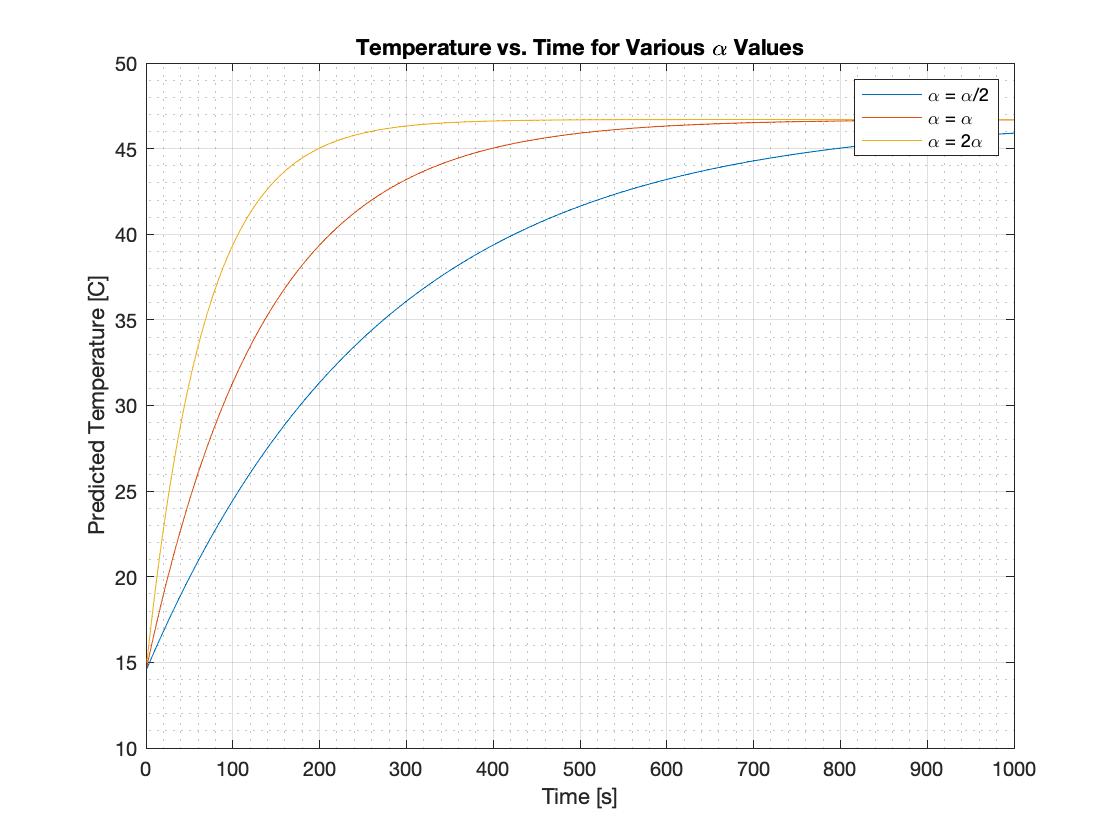 Temperature vs. Time for Various α Values
50
45
40
35
30
25
20
15
10
Predicted Temperature [C]
α = α/2
α = α
α = 2α
0 100 200 300 400 500 600 700 800 900 1000
Time [s]